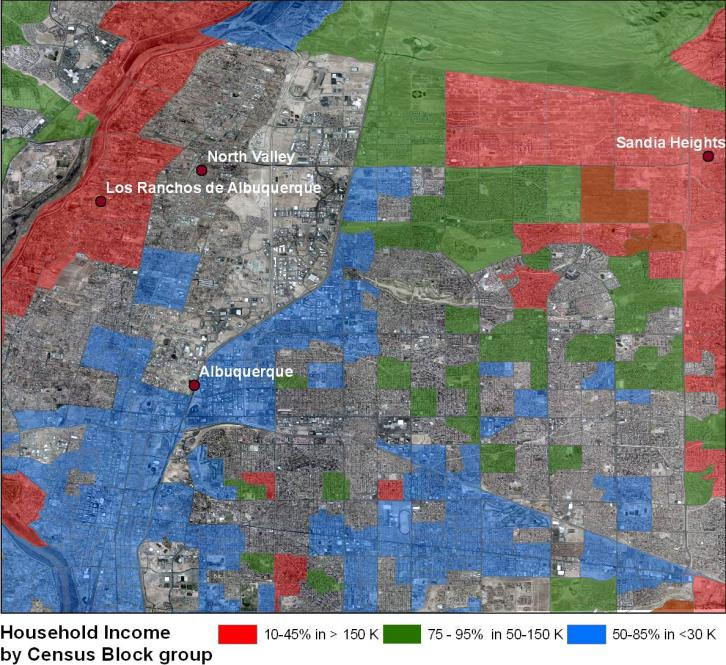 Sandia Heights
North Valley
Los Ranchos de Albuquerque
Albuquerque
Household Income
by Census Block group
10-45% in > 150 K
75 - 95% in 50-150 K
50-85% in <30 K